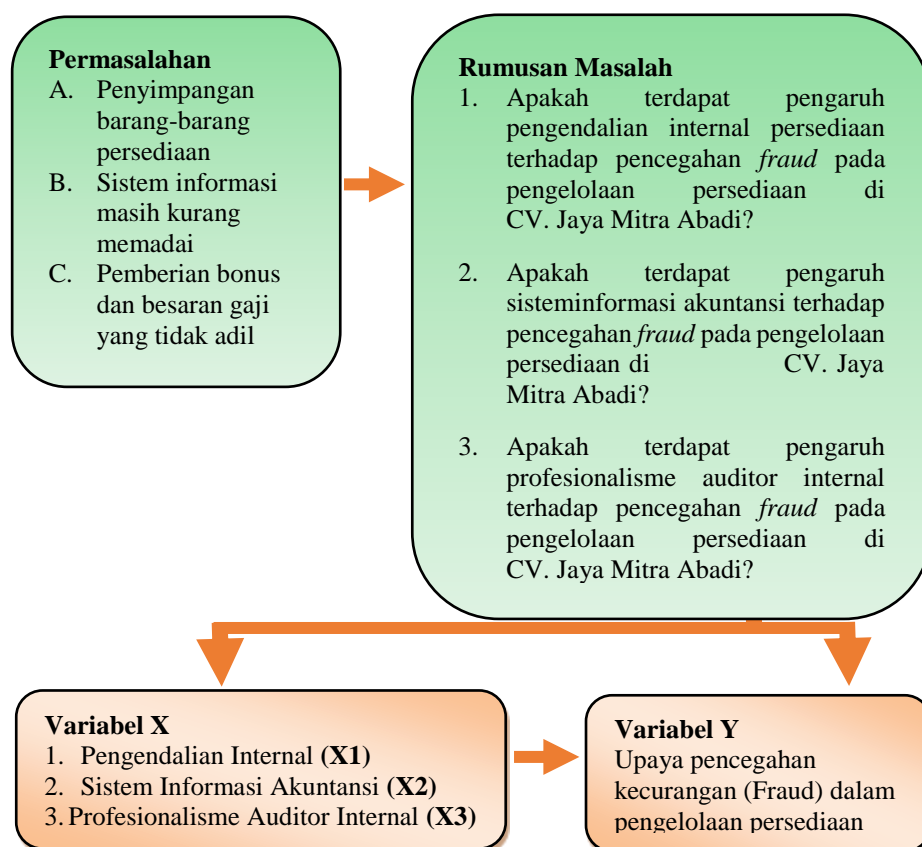 Permasalahan
A. Penyimpangan
barang-barang
persediaan
B. Sistem informasi
masih kurang
memadai
C. Pemberian bonus
dan besaran gaji
yang tidak adil
Rumusan Masalah
1. Apakah terdapat pengaruh
pengendalian internal persediaan
terhadap pencegahan fraud pada
pengelolaan persediaan di
CV. Jaya Mitra Abadi?
2. Apakah terdapat pengaruh
sisteminformasi akuntansi terhadap
pencegahan fraud pada pengelolaan
persediaan di CV. Jaya
Mitra Abadi?
3. Apakah terdapat pengaruh
profesionalisme auditor internal
terhadap pencegahan fraud pada
pengelolaan persediaan di
CV. Jaya Mitra Abadi?
Variabel X
1. Pengendalian Internal (X1)
2. Sistem Informasi Akuntansi (X2)
3. Profesionalisme Auditor Internal (X3)
Variabel Y
Upaya pencegahan
kecurangan (Fraud) dalam
pengelolaan persediaan